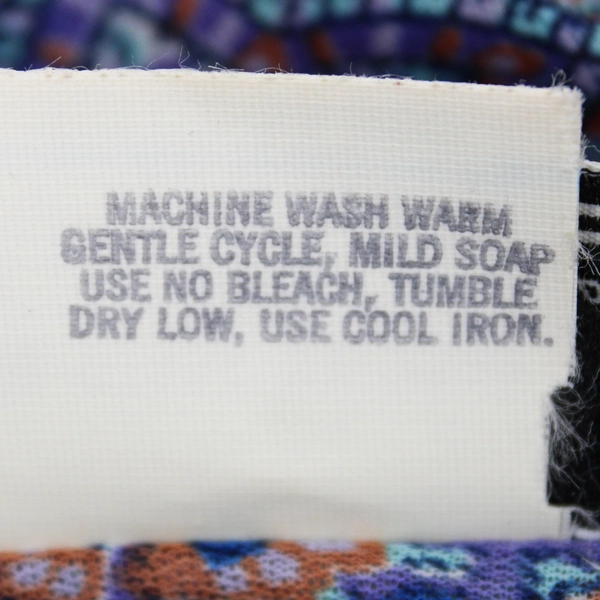 MACHINE WASH WARM
GENTLE CYCLE, MILD SOAP
USE NO BLEACH, TUMBLE
DRY LOW, USE COOL IRON.